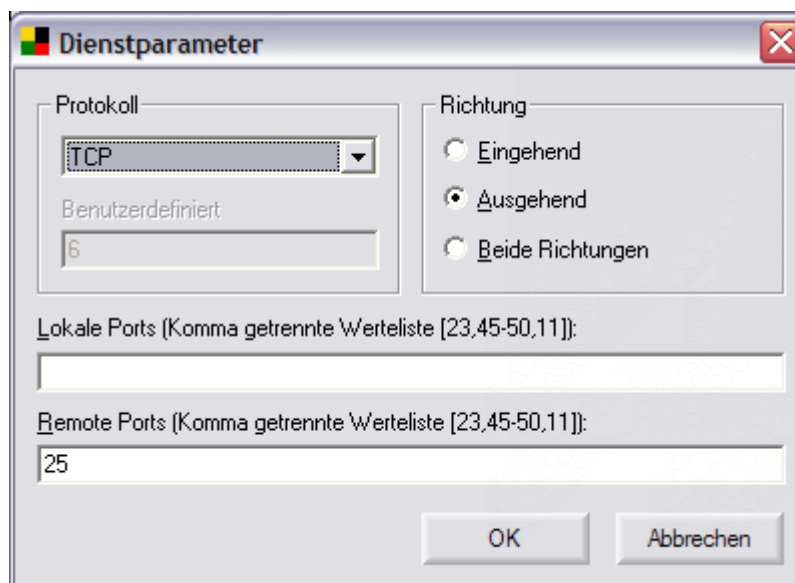 Dienstparameter
Protokoll
TCP
Benutzerdefiniert
6
Richtung
Eingehend
Ausgehend
Beide Richtungen
Lokale Ports (Komma getrennte Werteliste [23,45-50,11]):
Remote Ports (Komma getrennte Werteliste [23,45-50,11]):
25
OK
Abbrechen